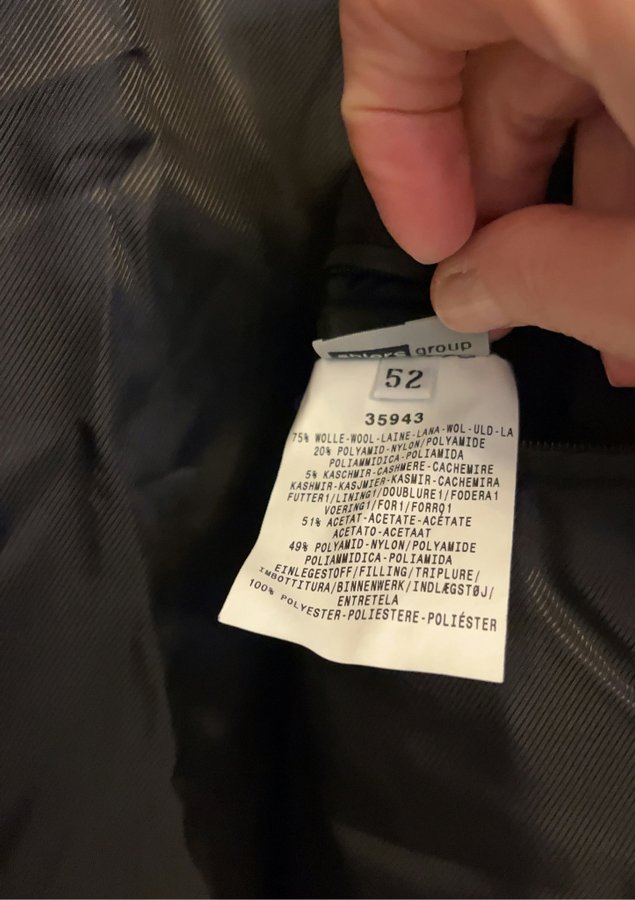 ahlers group
52
35943
75% WOLLE-WOOL-LAINE-LANA-WOL-ULD-LA
20% POLYAMID-NYLON/POLYAMIDE
POLIAMMIDICA-POLIAMIDA
5% KASCHMIR-CASHMERE-CACHEMIRE
KASHMIR-KASJMIER-KASMIR-CACHEMIRA
FUTTER1/LINING1/DOUBLURE1/FODERA1
VOERING1/FOR1/FORRO1
51% ACETAT-ACETATE-ACÉTATE
ACETATO-ACETAAT
49% POLYAMID-NYLON/POLYAMIDE
POLIAMMIDICA-POLIAMIDA
EINLEGESTOFF/FILLING/TRIPLURE/
IMBOTTITURA/BINNENWERK/INDLÆGSTØJ/
ENTRETELA
100% POLYESTER-POLIESTERE-POLIÉSTER